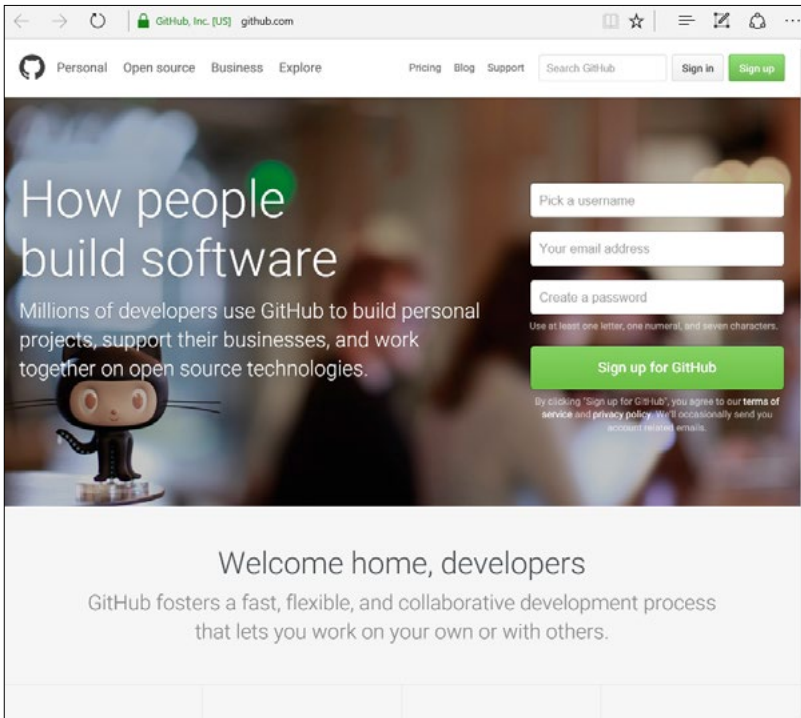 GitHub, Inc. [US] github.com
Personal Open source Business Explore Pricing Blog Support Search GitHub Sign in Sign up
How people
build software
Millions of developers use GitHub to build personal
projects, support their businesses, and work
together on open source technologies.
Pick a username
Your email address
Create a password
Use at least one letter, one numeral, and seven characters.
Sign up for GitHub
By clicking "Sign up for GitHub", you agree to our terms of
service and privacy policy. We'll occasionally send you
account related emails.
Welcome home, developers
GitHub fosters a fast, flexible, and collaborative development process
that lets you work on your own or with others.